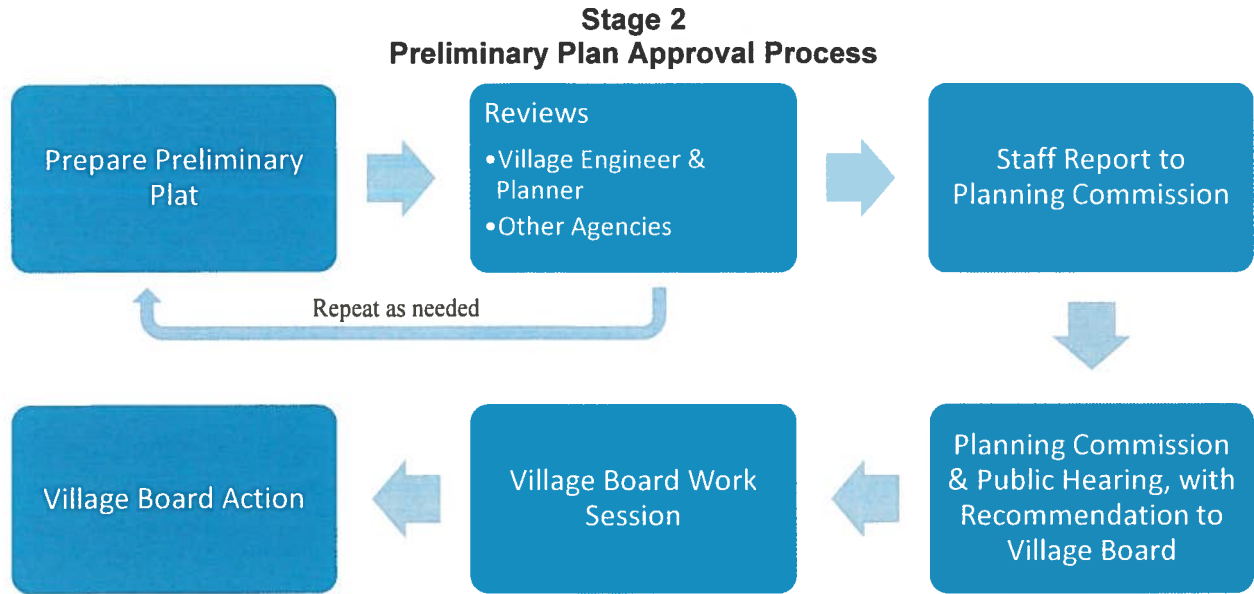 Stage 2
Preliminary Plan Approval Process
Prepare Preliminary
Plat
Reviews
•Village Engineer &
Planner
•Other Agencies
Staff Report to
Planning Commission
Repeat as needed
Village Board Action
Village Board Work
Session
Planning Commission
& Public Hearing, with
Recommendation to
Village Board